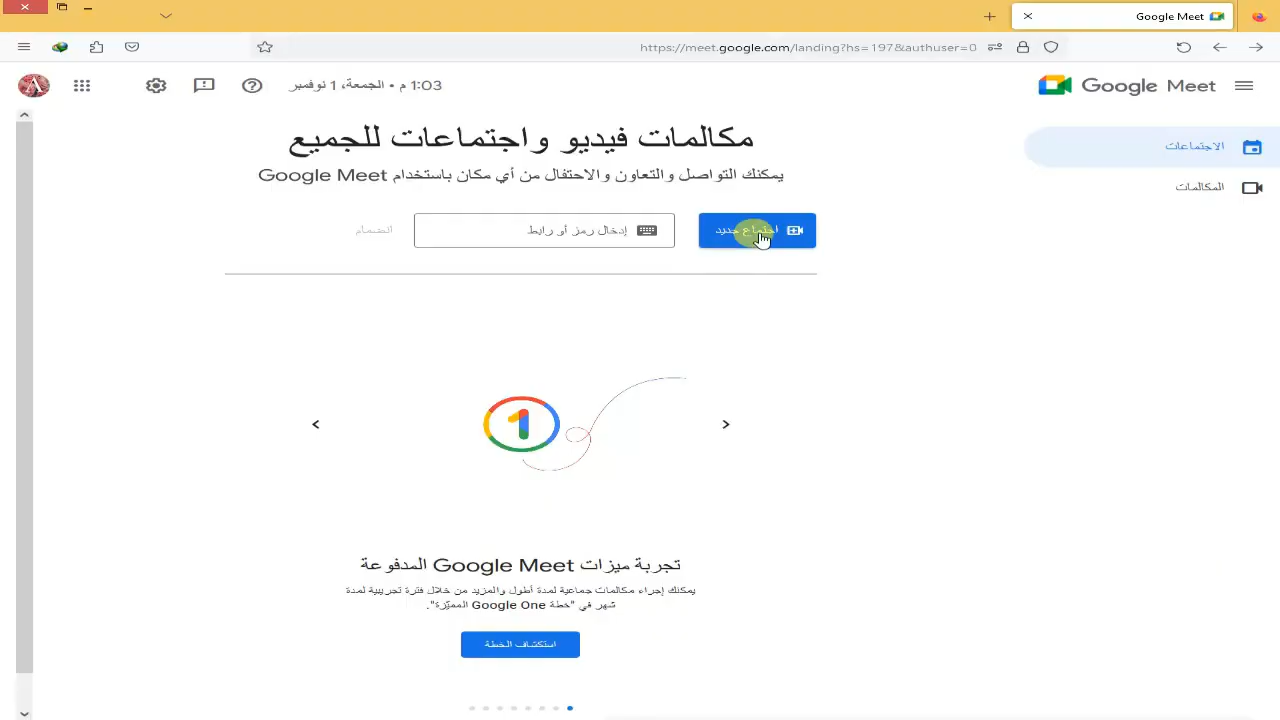 Google Meet
https://meet.google.com/landing?hs=197&authuser=0
Google Meet
1:03 م • الجمعة، 1 نوفمبر
مكالمات فيديو واجتماعات للجميع
الاجتماعات
يمكنك التواصل والتعاون والاحتفال من أي مكان باستخدام Google Meet
المكالمات
اجتماع جديد
إدخال رمز أو رابط
انضمام
تجربة ميزات Google Meet المدفوعة
يمكنك إجراء مكالمات جماعية لمدة أطول والمزيد من خلال فترة تجريبية لمدة
شهر في "خطة Google One المميّزة".
استكشاف الخطة